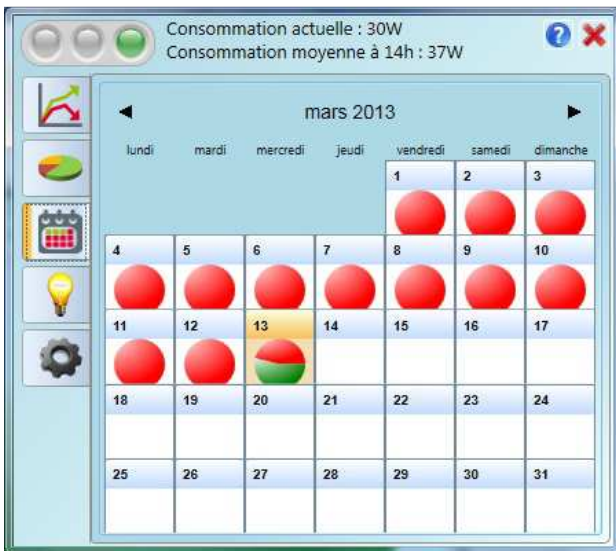 Consommation actuelle : 30W
Consommation moyenne à 14h : 37W
mars 2013
lundi mardi mercredi jeudi vendredi samedi dimanche
1 2 3
4 5 6 7 8 9 10
11 12 13 14 15 16 17
18 19 20 21 22 23 24
25 26 27 28 29 30 31